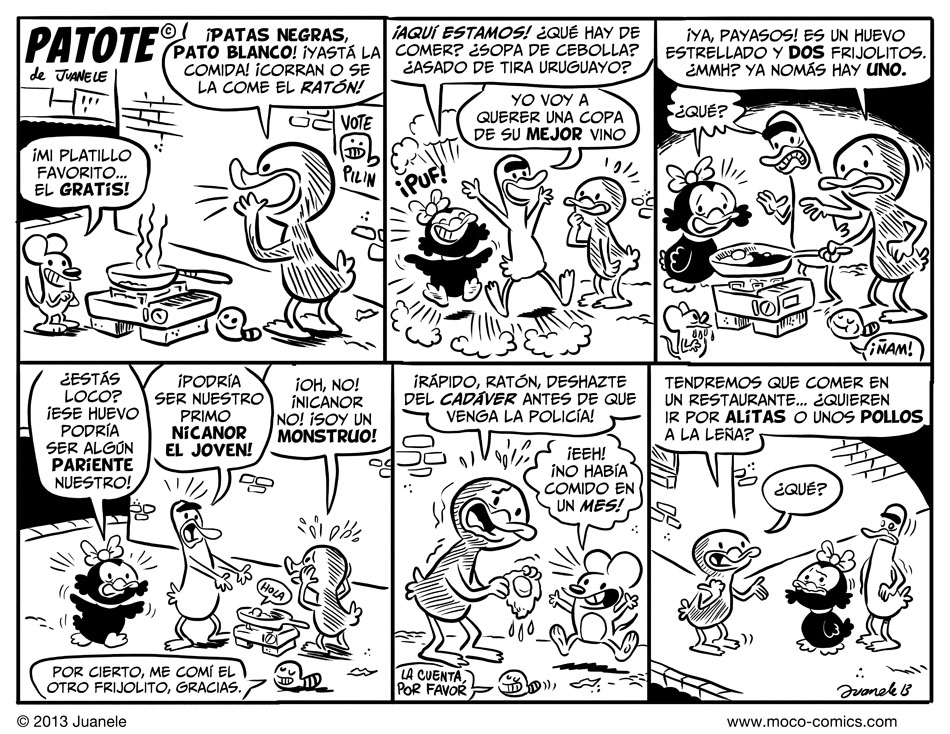 PATOTE©
de JUANELE
¡PATAS NEGRAS,
PATO BLANCO! ¡YASTÁ LA
COMIDA! ¡CORRAN O SE
LA COME EL RATÓN!
VOTE
PILIN
¡MI PLATILLO
FAVORITO...
EL GRATIS!
¡AQUÍ ESTAMOS! ¿QUÉ HAY DE
COMER? ¿SOPA DE CEBOLLA?
¿ASADO DE TIRA URUGUAYO?
YO VOY A
QUERER UNA COPA
DE SU MEJOR VINO
¡PUF!
¡YA, PAYASOS! ES UN HUEVO
ESTRELLADO Y DOS FRIJOLITOS.
¿MMH? YA NOMÁS HAY UNO.
¿QUÉ?
¡ÑAM!
¿ESTÁS
LOCO?
¡ESE HUEVO
PODRÍA
SER ALGÚN
PARIENTE
NUESTRO!
¡PODRÍA
SER NUESTRO
PRIMO
NICANOR
EL JOVEN!
¡OH, NO!
¡NICANOR
NO! ¡SOY UN
MONSTRUO!
HOLA
POR CIERTO, ME COMÍ EL
OTRO FRIJOLITO, GRACIAS.
¡RÁPIDO, RATÓN, DESHAZTE
DEL CADÁVER ANTES DE QUE
VENGA LA POLICÍA!
¡EEH!
¡NO HABÍA
COMIDO EN
UN MES!
LA CUENTA,
POR FAVOR
TENDREMOS QUE COMER EN
UN RESTAURANTE... ¿QUIEREN
IR POR ALITAS O UNOS POLLOS
A LA LEÑA?
¿QUÉ?
Juanele 13
© 2013 Juanele
www.moco-comics.com